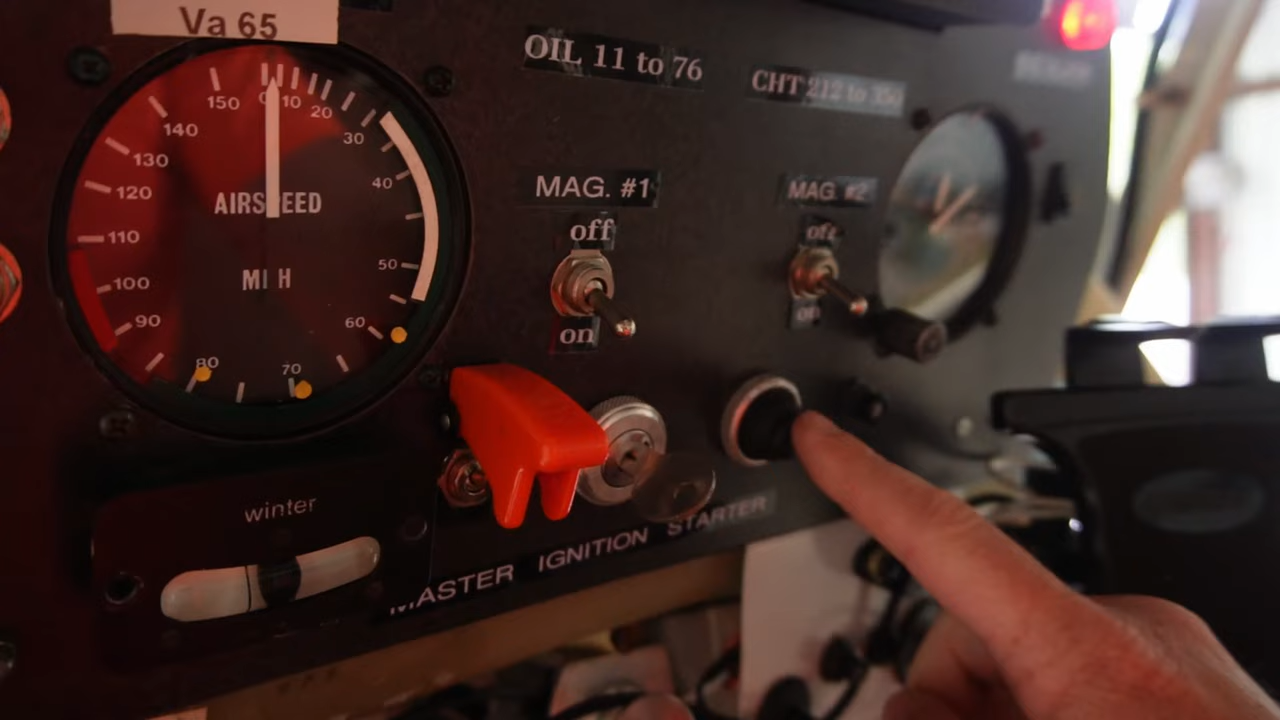 Va 65
OIL 11 to 76
CHT 212 to 350
150
0
10
20
140
30
130
MAG. #1
MAG. #2
40
120
AIRSPEED
off
off
110
50
MPH
100
on
on
90
60
80
70
winter
MASTER IGNITION STARTER